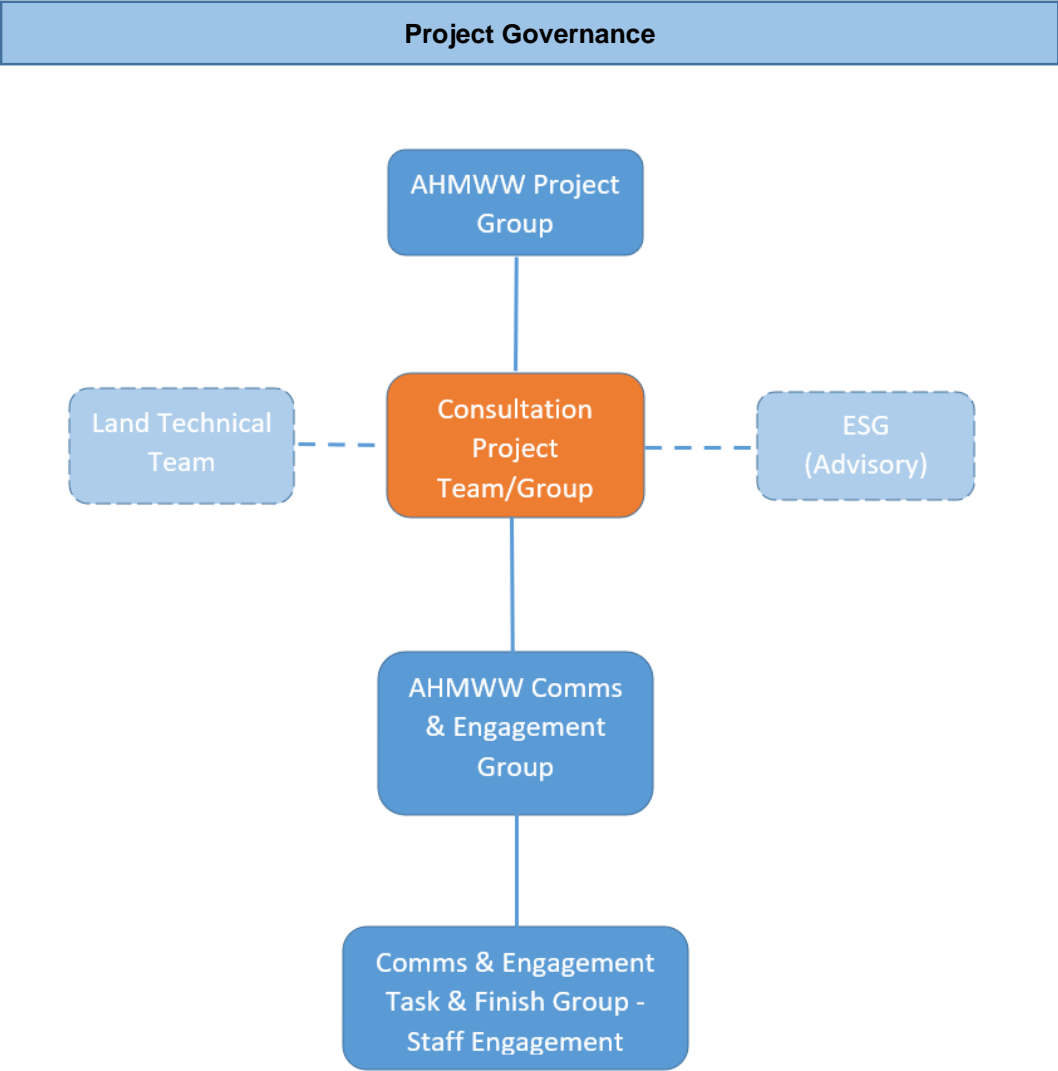 Project Governance
AHMWW Project
Group
Land Technical
Team
Consultation
Project
Team/Group
ESG
(Advisory)
AHMWW Comms
& Engagement
Group
Comms & Engagement
Task & Finish Group -
Staff Engagement